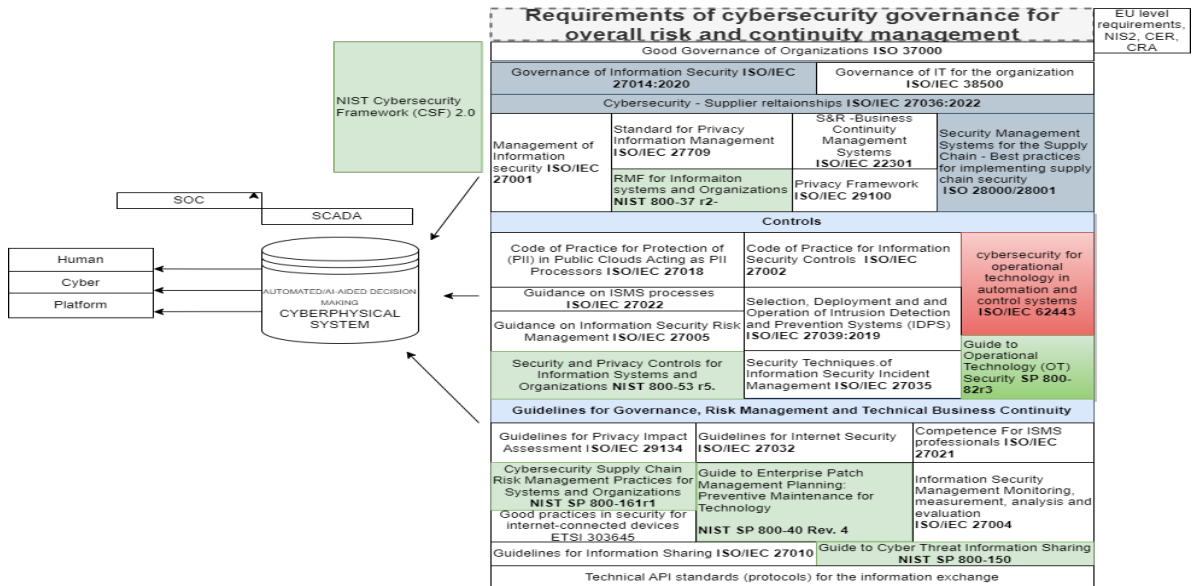 Requirements of cybersecurity governance for
overall risk and continuity management
EU level
requirements,
NIS2, CER,
CRA
Good Governance of Organizations ISO 37000
Governance of Information Security ISO/IEC
27014:2020
Governance of IT for the organization
ISO/IEC 38500
Cybersecurity - Supplier reltaionships ISO/IEC 27036:2022
NIST Cybersecurity
Framework (CSF) 2.0
Management of
Information
security ISO/IEC
27001
Standard for Privacy
Information Management
ISO/IEC 27709
RMF for Informaiton
systems and Organizations
NIST 800-37 r2-
S&R -Business
Continuity
Management
Systems
ISO/IEC 22301
Privacy Framework
ISO/IEC 29100
Security Management
Systems for the Supply
Chain - Best practices
for implementing supply
chain security
ISO 28000/28001
SOC
SCADA
Human
Cyber
Platform
AUTOMATED/AI-AIDED DECISION
MAKING
CYBERPHYSICAL
SYSTEM
Controls
Code of Practice for Protection of
(PII) in Public Clouds Acting as PII
Processors ISO/IEC 27018
Code of Practice for Information
Security Controls ISO/IEC
27002
cybersecurity for
operational
technology in
automation and
control systems
ISO/IEC 62443
Guidance on ISMS processes
ISO/IEC 27022
Guidance on Information Security Risk
Management ISO/IEC 27005
Selection, Deployment and and
Operation of Intrusion Detection
and Prevention Systems (IDPS)
ISO/IEC 27039:2019
Security and Privacy Controls for
Information Systems and
Organizations NIST 800-53 r5.
Security Techniques.of
Information Security Incident
Management ISO/IEC 27035
Guide to
Operational
Technology (OT)
Security SP 800-
82r3
Guidelines for Governance, Risk Management and Technical Business Continuity
Guidelines for Privacy Impact
Assessment ISO/IEC 29134
Guidelines for Internet Security
ISO/IEC 27032
Competence For ISMS
professionals ISO/IEC
27021
Cybersecurity Supply Chain
Risk Management Practices for
Systems and Organizations
NIST SP 800-161r1
Guide to Enterprise Patch
Management Planning:
Preventive Maintenance for
Technology
NIST SP 800-40 Rev. 4
Information Security
Management Monitoring,
measurement, analysis and
evaluation
ISO/iEC 27004
Good practices in security for
internet-connected devices
ETSI 303645
Guidelines for Information Sharing ISO/IEC 27010
Guide to Cyber Threat Information Sharing
NIST SP 800-150
Technical API standards (protocols) for the information exchange